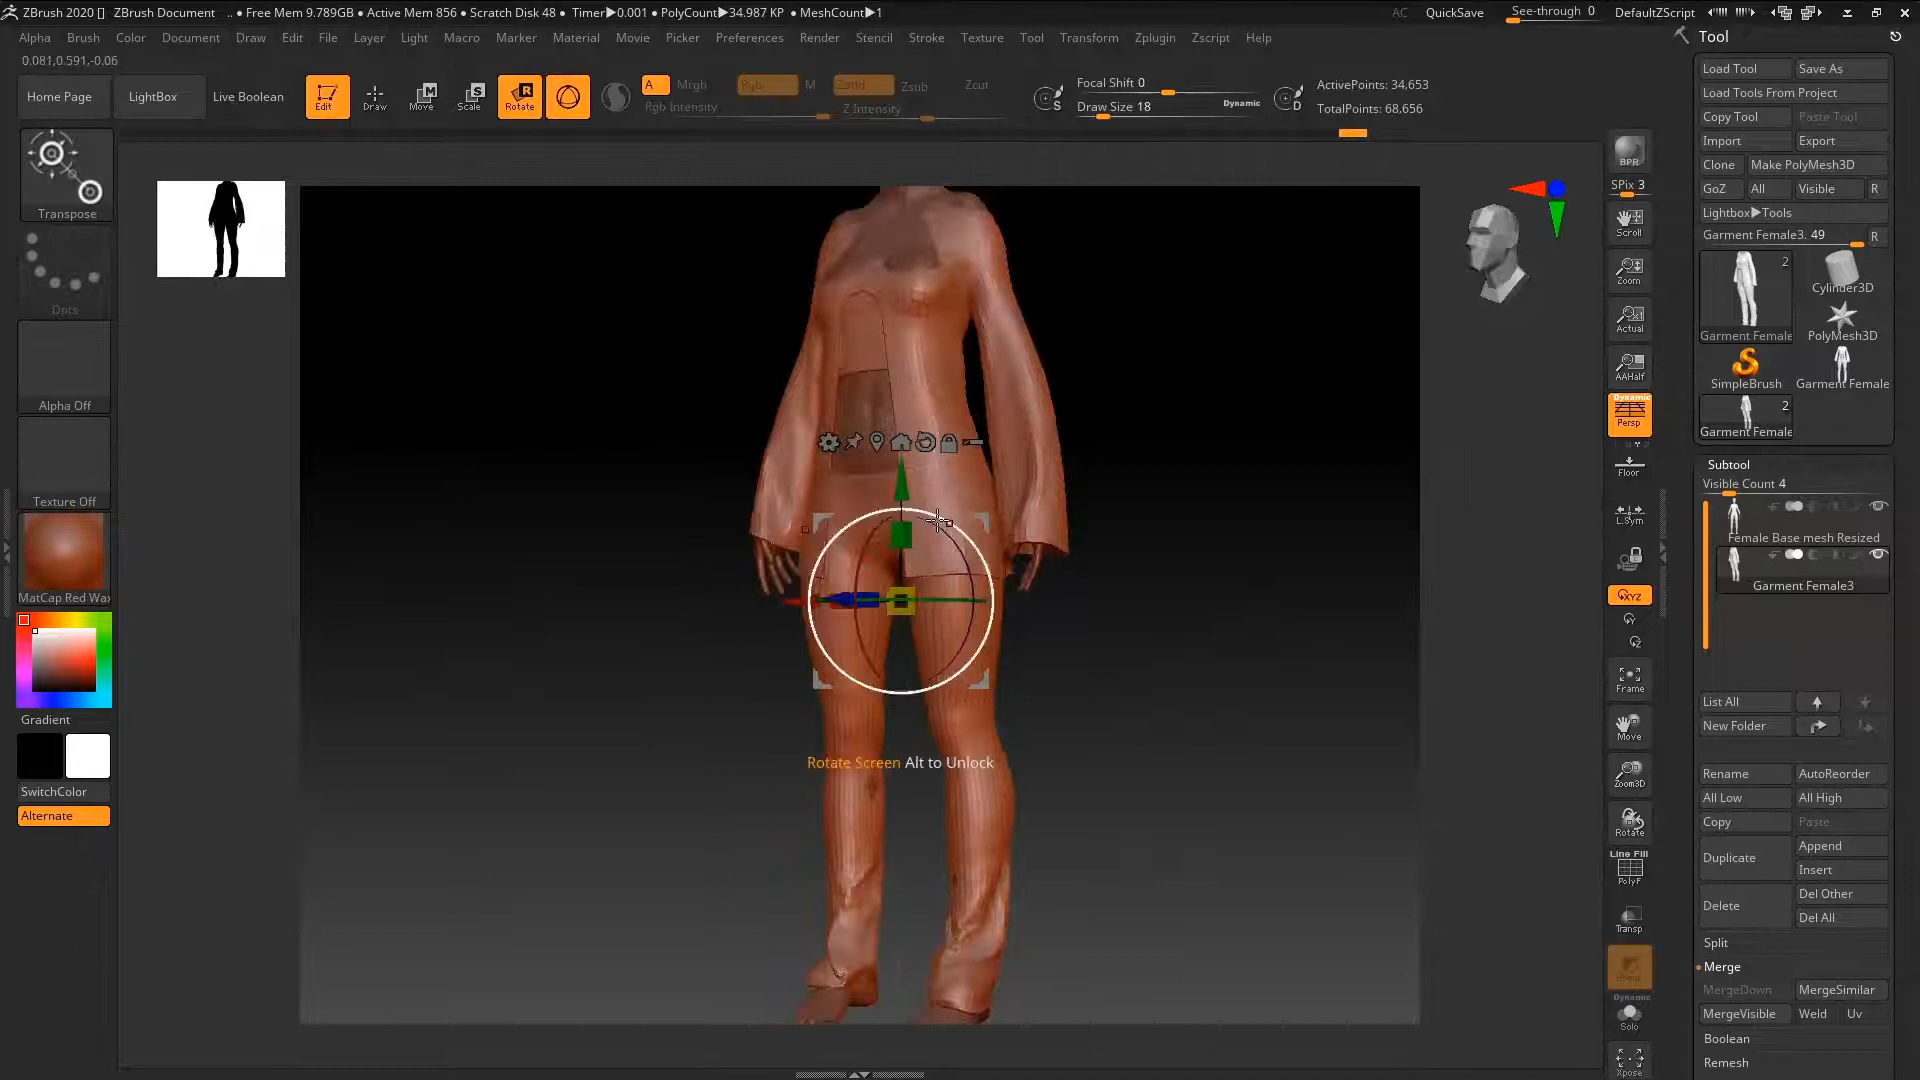 ZBrush 2020 [] ZBrush Document .. ● Free Mem 9.789GB ● Active Mem 856 ● Scratch Disk 48 ● Timer▶0.001 ● PolyCount▶34.987 KP ● MeshCount▶1 AC QuickSave See-through 0 DefaultZScript
Alpha Brush Color Document Draw Edit File Layer Light Macro Marker Material Movie Picker Preferences Render Stencil Stroke Texture Tool Transform Zplugin Zscript Help
0.081,0.591,-0.06
Home Page LightBox Live Boolean
Edit Draw Move Scale Rotate
M S R
A Mrgb Rgb M Zadd Zsub Zcut
Rgb Intensity Z Intensity
S Focal Shift 0
Draw Size 18 Dynamic
D ActivePoints: 34,653
TotalPoints: 68,656
Transpose
Dots
Alpha Off
Texture Off
MatCap Red Wax
Gradient
SwitchColor
Alternate
Rotate Screen Alt to Unlock
BPR
SPix 3
Scroll
Zoom
Actual
AAHalf
Dynamic
Persp
Floor
L.Sym
XYZ
Y
Z
Frame
Move
Zoom3D
Rotate
Line Fill
PolyF
Transp
Dynamic
Solo
Xpose
Tool
Load Tool Save As
Load Tools From Project
Copy Tool Paste Tool
Import Export
Clone Make PolyMesh3D
GoZ All Visible R
Lightbox▶Tools
Garment Female3. 49 R
2
Garment Female
Cylinder3D
PolyMesh3D
SimpleBrush Garment Female
2
Garment Female
Subtool
Visible Count 4
Female Base mesh Resized
Garment Female3
List All
New Folder
Rename AutoReorder
All Low All High
Copy Paste
Duplicate Append
Insert
Delete Del Other
Del All
Split
Merge
MergeDown MergeSimilar
MergeVisible Weld Uv
Boolean
Remesh